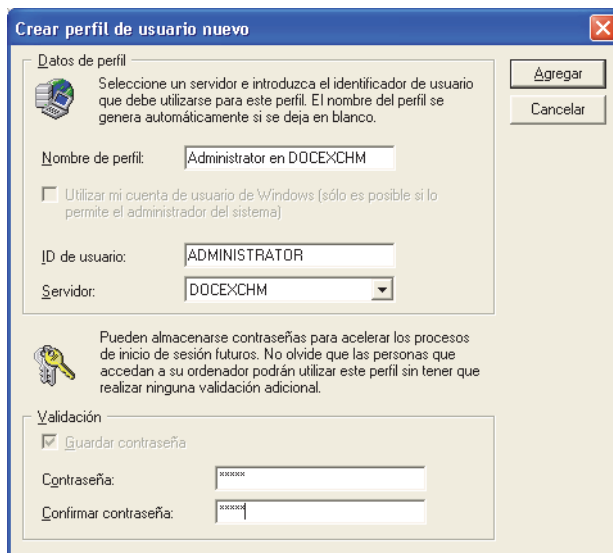 Crear perfil de usuario nuevo
Datos de perfil
Seleccione un servidor e introduzca el identificador de usuario
que debe utilizarse para este perfil. El nombre del perfil se
genera automáticamente si se deja en blanco.
Agregar
Cancelar
Nombre de perfil: Administrator en DOCEXCHM
Utilizar mi cuenta de usuario de Windows (sólo es posible si lo
permite el administrador del sistema)
ID de usuario: ADMINISTRATOR
Servidor: DOCEXCHM
Pueden almacenarse contraseñas para acelerar los procesos
de inicio de sesión futuros. No olvide que las personas que
accedan a su ordenador podrán utilizar este perfil sin tener que
realizar ninguna validación adicional.
Validación
Guardar contraseña
Contraseña: *****
Confirmar contraseña: *****